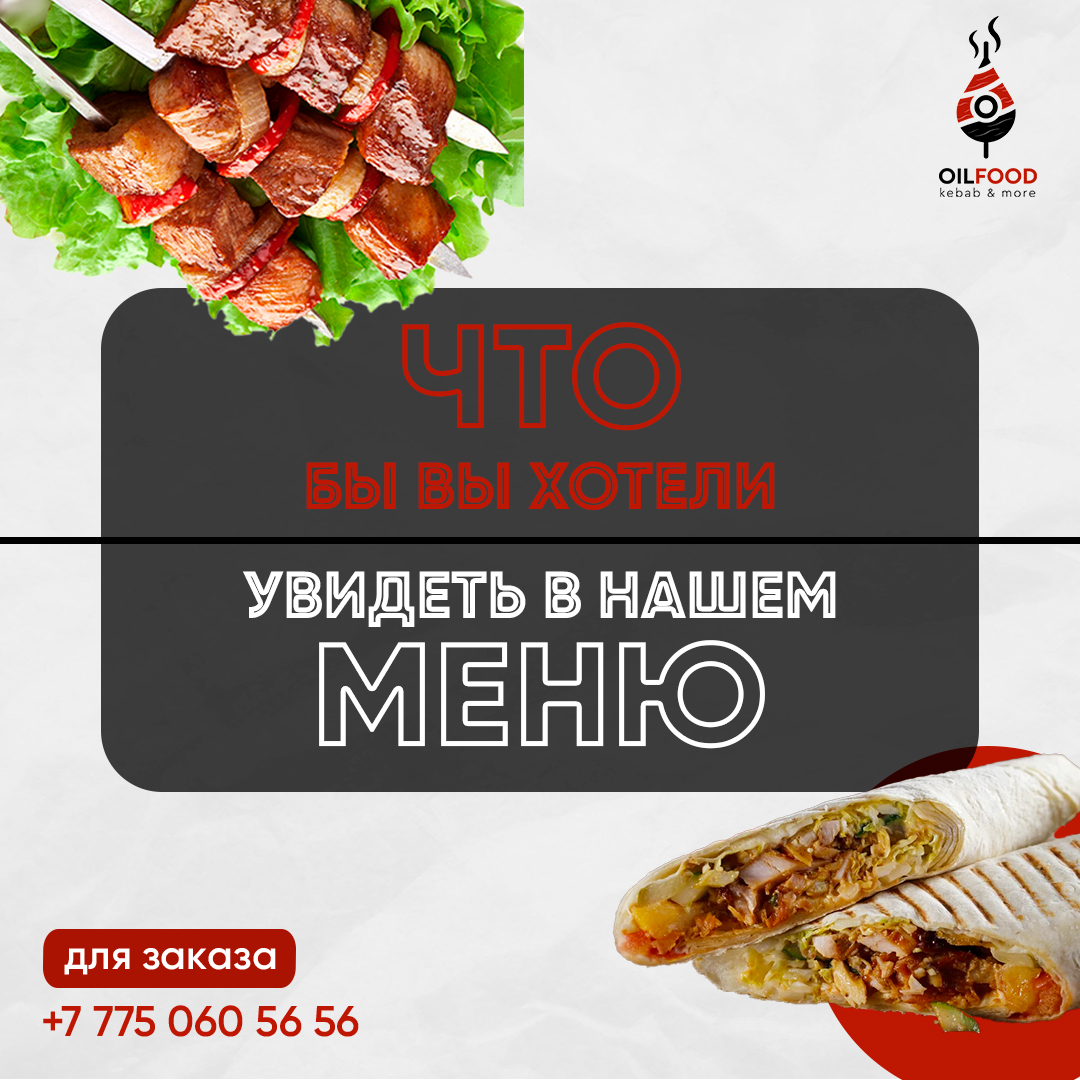 OILFOOD
kebab & more
ЧТО
БЫ ВЫ ХОТЕЛИ
УВИДЕТЬ В НАШЕМ
МЕНЮ
для заказа
+7 775 060 56 56